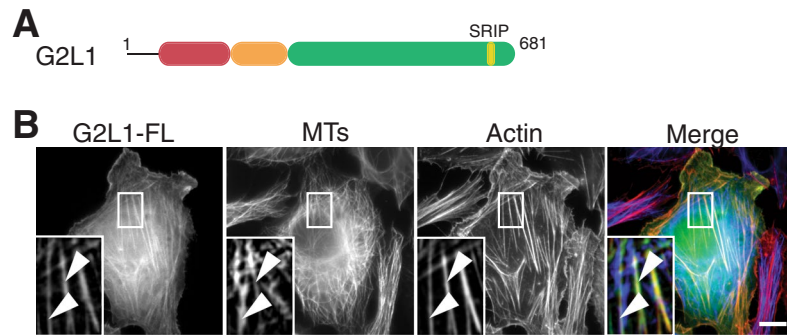 A
SRIP
1
681
G2L1
B
G2L1-FL
MTs
Actin
Merge